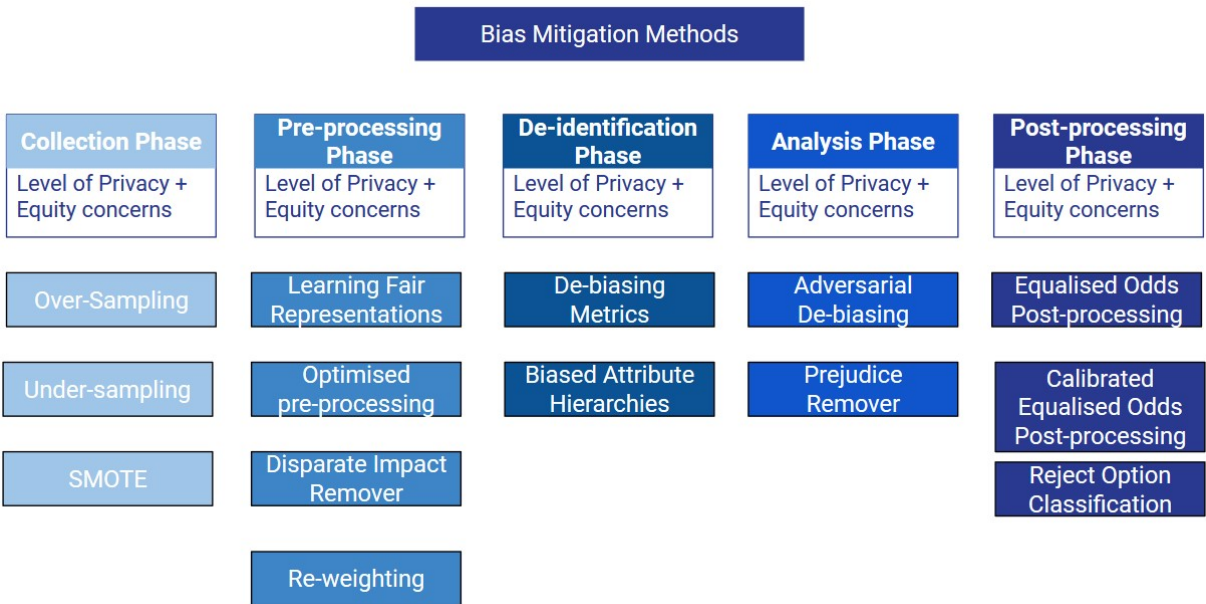 Bias Mitigation Methods
Collection Phase
Level of Privacy +
Equity concerns
Over-Sampling
Under-sampling
SMOTE
Pre-processing
Phase
Level of Privacy +
Equity concerns
Learning Fair
Representations
Optimised
pre-processing
Disparate Impact
Remover
Re-weighting
De-identification
Phase
Level of Privacy +
Equity concerns
De-biasing
Metrics
Biased Attribute
Hierarchies
Analysis Phase
Level of Privacy +
Equity concerns
Adversarial
De-biasing
Prejudice
Remover
Post-processing
Phase
Level of Privacy +
Equity concerns
Equalised Odds
Post-processing
Calibrated
Equalised Odds
Post-processing
Reject Option
Classification